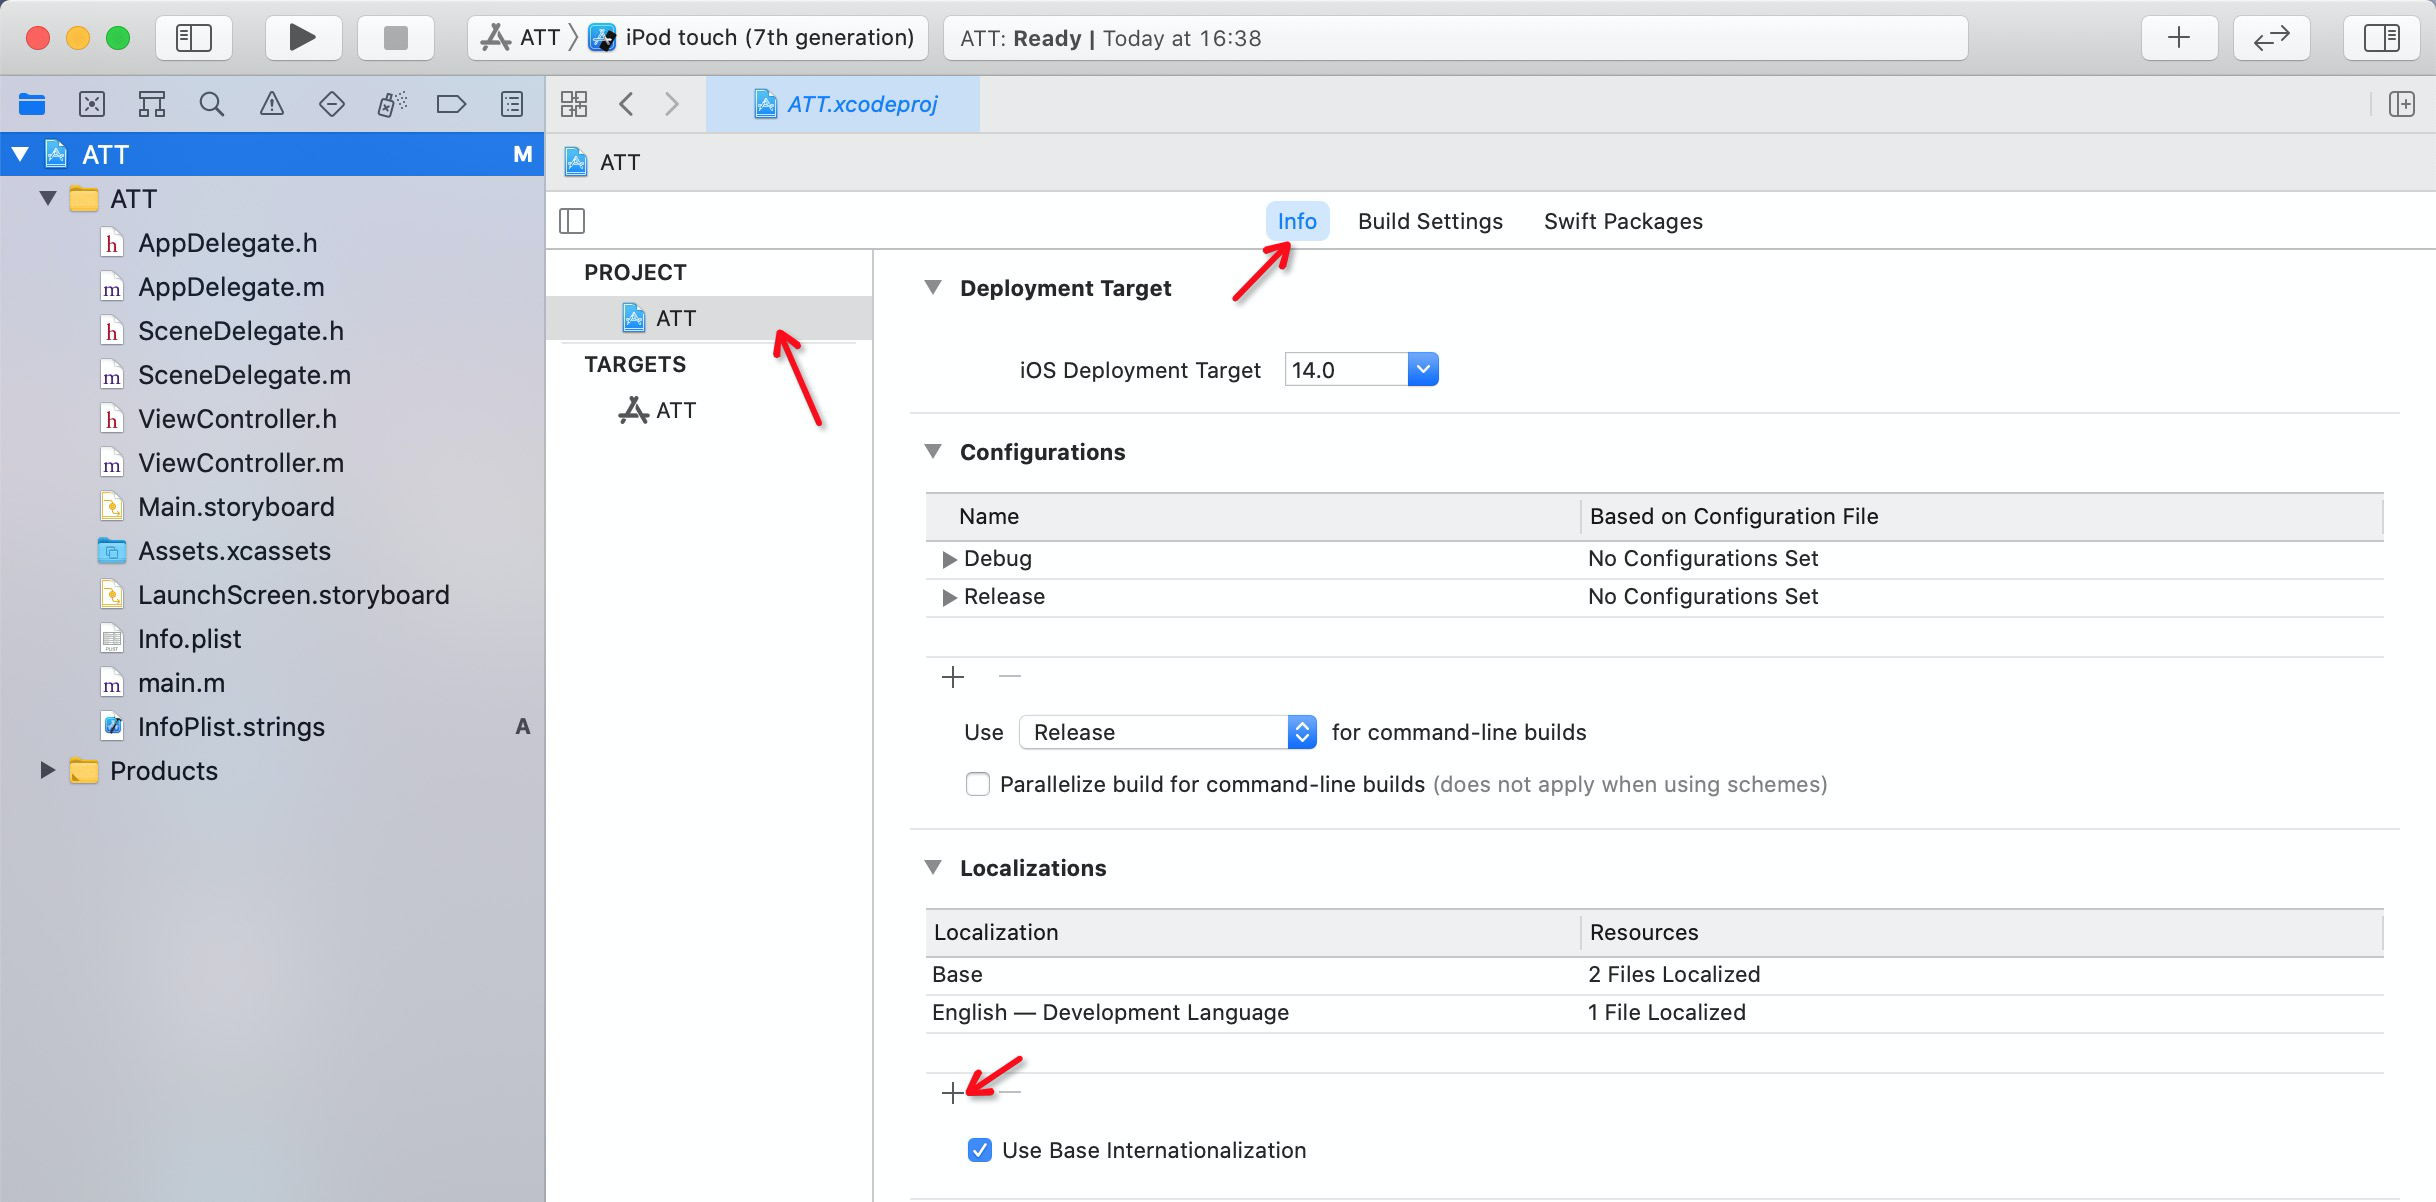 ATT 〉 iPod touch (7th generation)
ATT: Ready | Today at 16:38
ATT.xcodeproj
ATT M
ATT
AppDelegate.h
AppDelegate.m
SceneDelegate.h
SceneDelegate.m
ViewController.h
ViewController.m
Main.storyboard
Assets.xcassets
LaunchScreen.storyboard
Info.plist
main.m
InfoPlist.strings A
Products
ATT
Info Build Settings Swift Packages
PROJECT
ATT
TARGETS
ATT
Deployment Target
iOS Deployment Target 14.0
Configurations
Name Based on Configuration File
Debug No Configurations Set
Release No Configurations Set
Use Release for command-line builds
Parallelize build for command-line builds (does not apply when using schemes)
Localizations
Localization Resources
Base 2 Files Localized
English — Development Language 1 File Localized
Use Base Internationalization